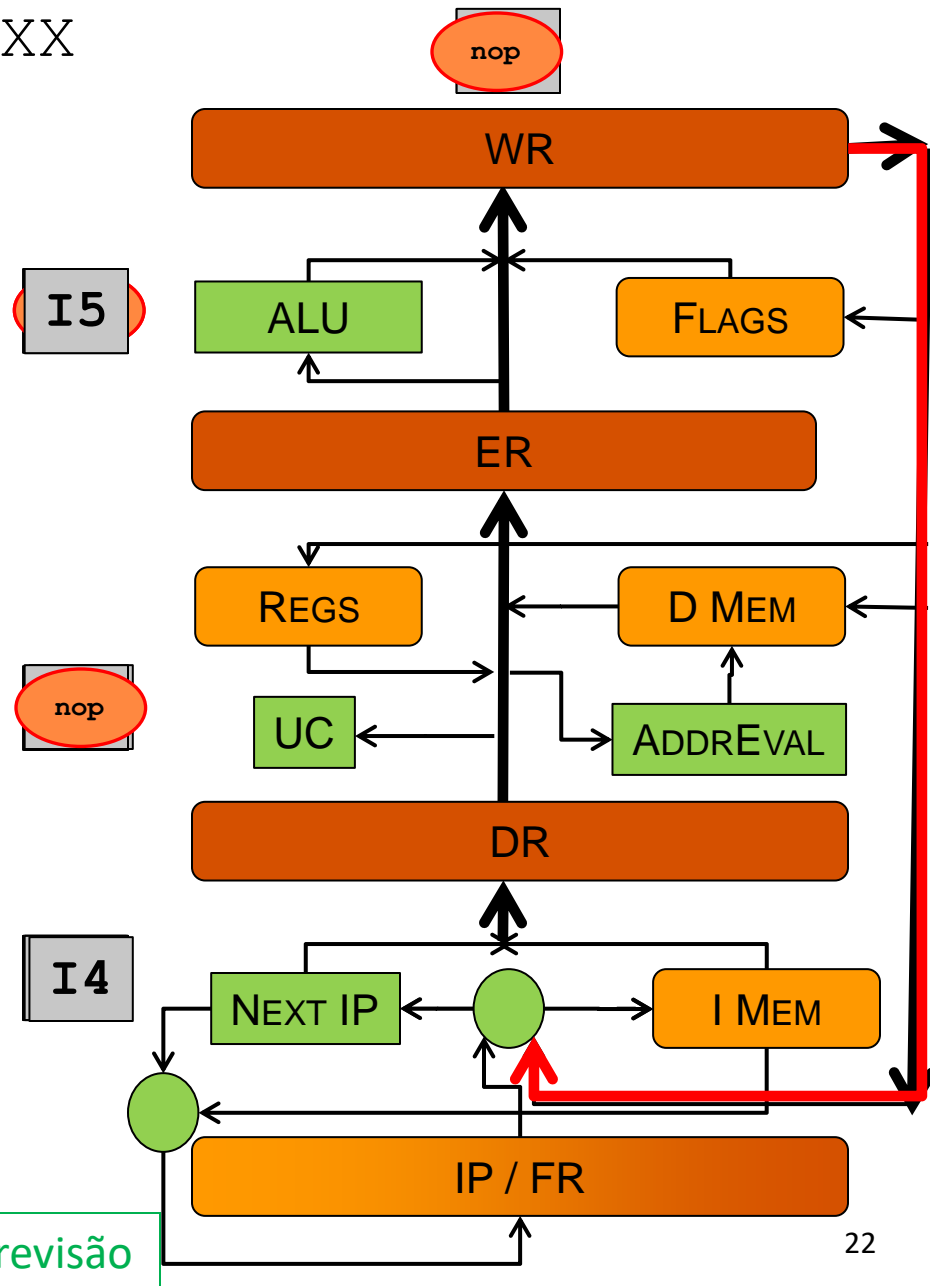 XX
nop
WR
I5
ALU
FLAGS
ER
REGS
D MEM
nop
UC
ADDREVAL
DR
I4
NEXT IP
I MEM
IP / FR
revisão
22